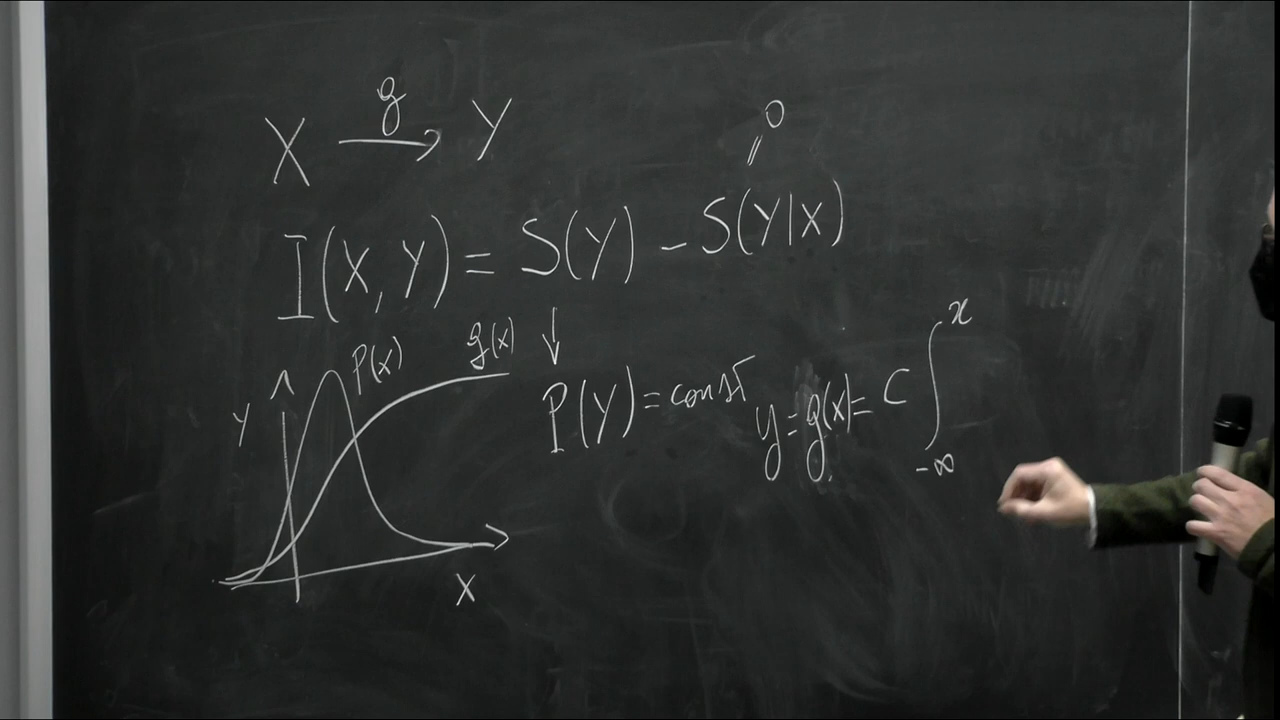 X →g Y
0
I(X,Y) = S(Y) - S(Y|X)
↓
P(x)
g(x)
Y
P(Y) = const
y = g(x) = C ∫_{-∞}^{x}
X